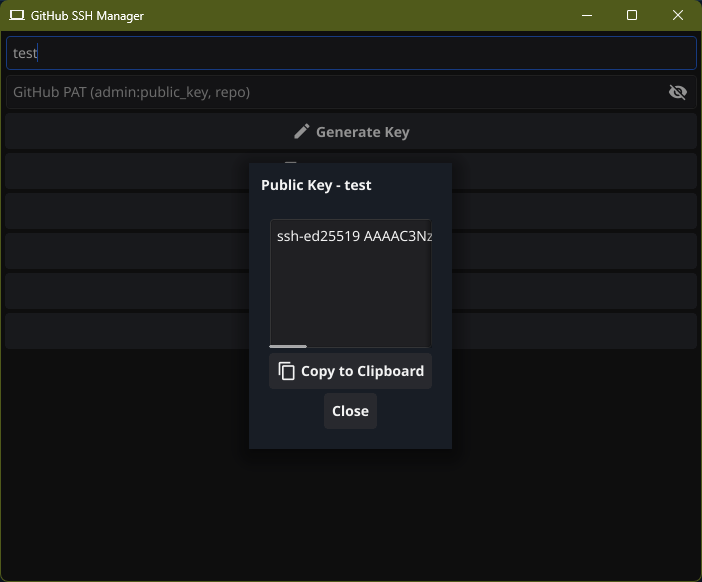 GitHub SSH Manager
test
GitHub PAT (admin:public_key, repo)
Generate Key
Public Key - test
ssh-ed25519 AAAAC3Nz
Copy to Clipboard
Close